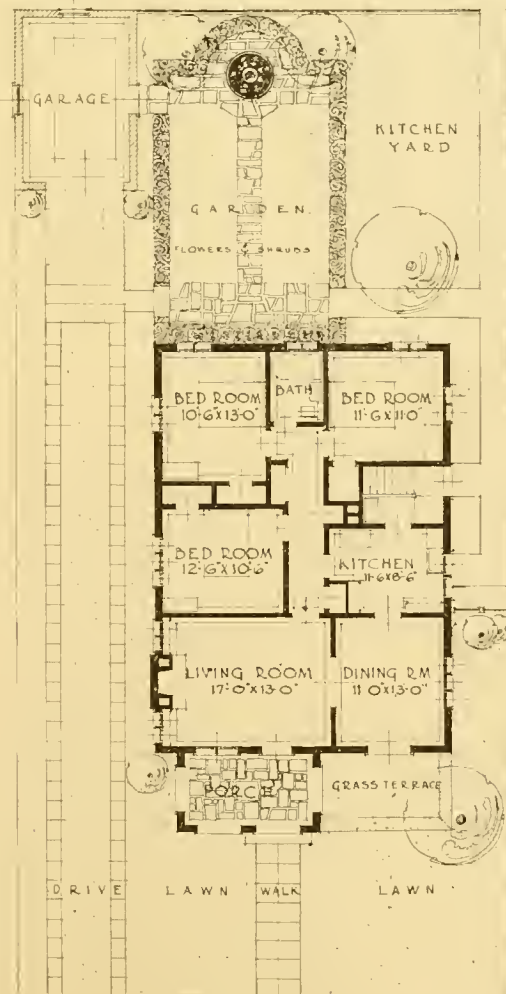 GARAGE
KITCHEN
YARD
GARDEN.
FLOWERS & SHRUBS
BED ROOM
10'-6"X13'-0"
BATH
BED ROOM
11'-6"X11'-0"
BED ROOM
12'-6"X10'-6"
KITCHEN
11'-6X8'-6"
LIVING ROOM
17'-0"X13'-0"
DINING RM
11'0"X13'-0"
PORCH
GRASS TERRACE
DRIVE
LAWN
WALK
LAWN